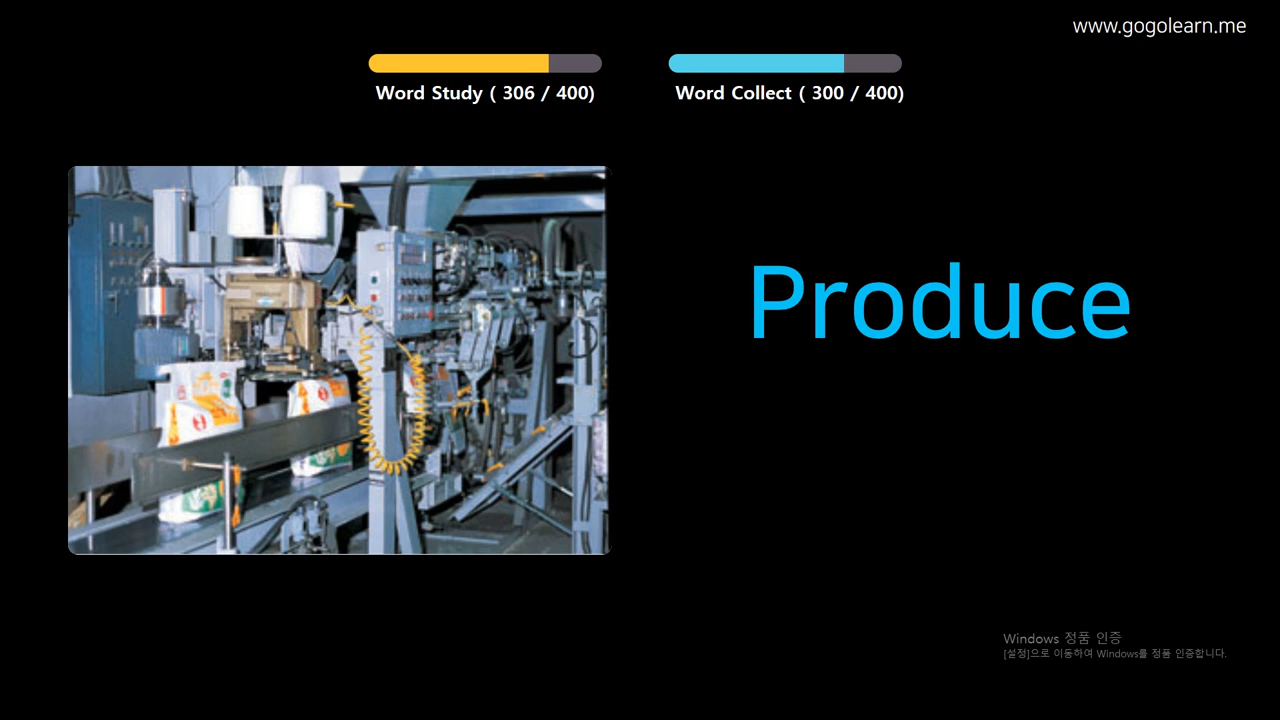 www.gogolearn.me
Word Study ( 306 / 400)
Word Collect ( 300 / 400)
Produce
Windows 정품 인증
[설정]으로 이동하여 Windows를 정품 인증합니다.